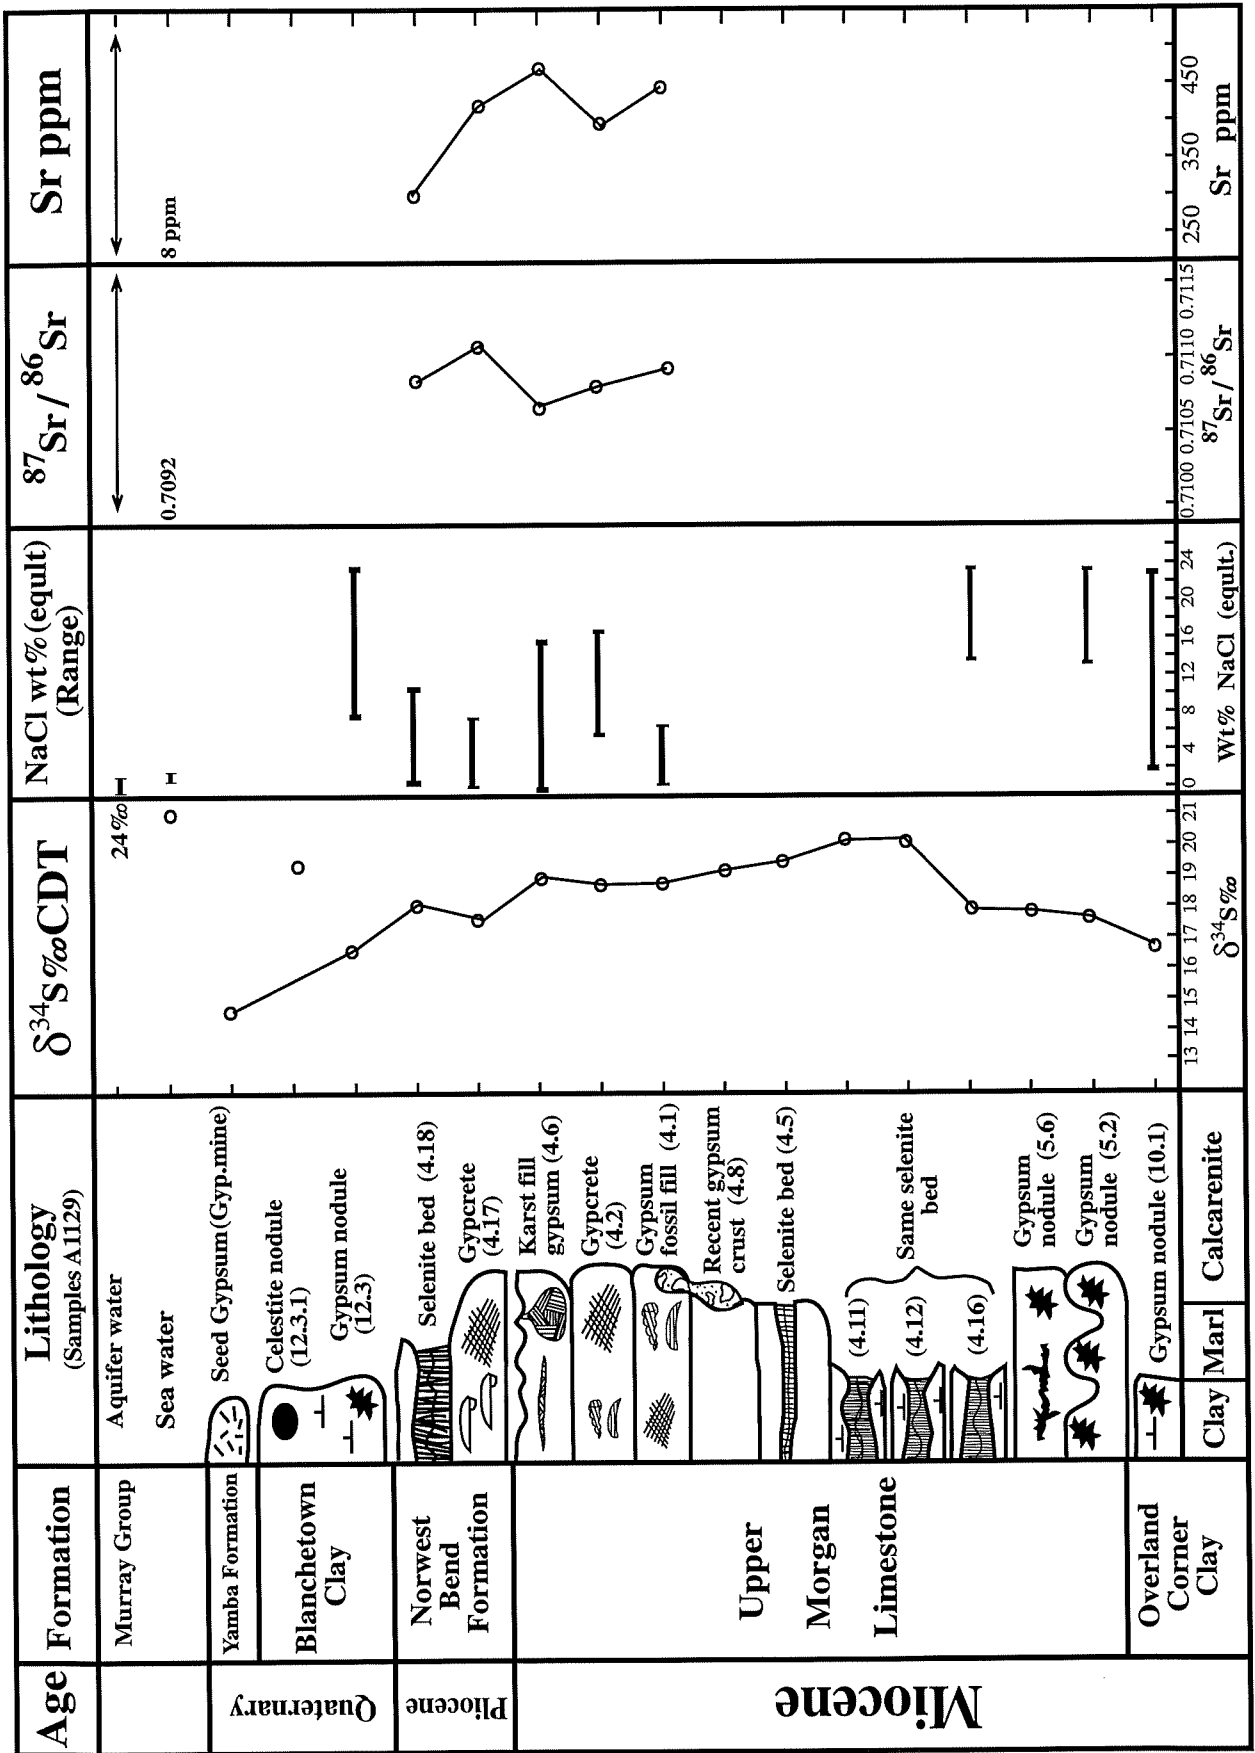 Age
Formation
Lithology
(Samples A1129)
δ34S‰CDT
NaCl wt%(eqult)
(Range)
87Sr/86Sr
Sr ppm
Murray Group
Aquifer water
24‰
Sea water
0.7092
8 ppm
Quaternary
Yamba Formation
Seed Gypsum(Gyp.mine)
Blanchetown
Clay
Celestite nodule
(12.3.1)
Gypsum nodule
(12.3)
Pliocene
Norwest
Bend
Formation
Selenite bed (4.18)
Gypcrete
(4.17)
Miocene
Upper
Morgan
Limestone
Karst fill
gypsum (4.6)
Gypcrete
(4.2)
Gypsum
fossil fill (4.1)
Recent gypsum
crust (4.8)
Selenite bed (4.5)
(4.11)
(4.12)
(4.16)
Same selenite
bed
Gypsum
nodule (5.6)
Gypsum
nodule (5.2)
Overland
Corner
Clay
Gypsum nodule (10.1)
Clay Marl Calcarenite
13 14 15 16 17 18 19 20 21
δ34S‰
0 4 8 12 16 20 24
Wt% NaCl (eqult.)
0.7100 0.7105 0.7110 0.7115
87Sr/86Sr
250 350 450
Sr ppm